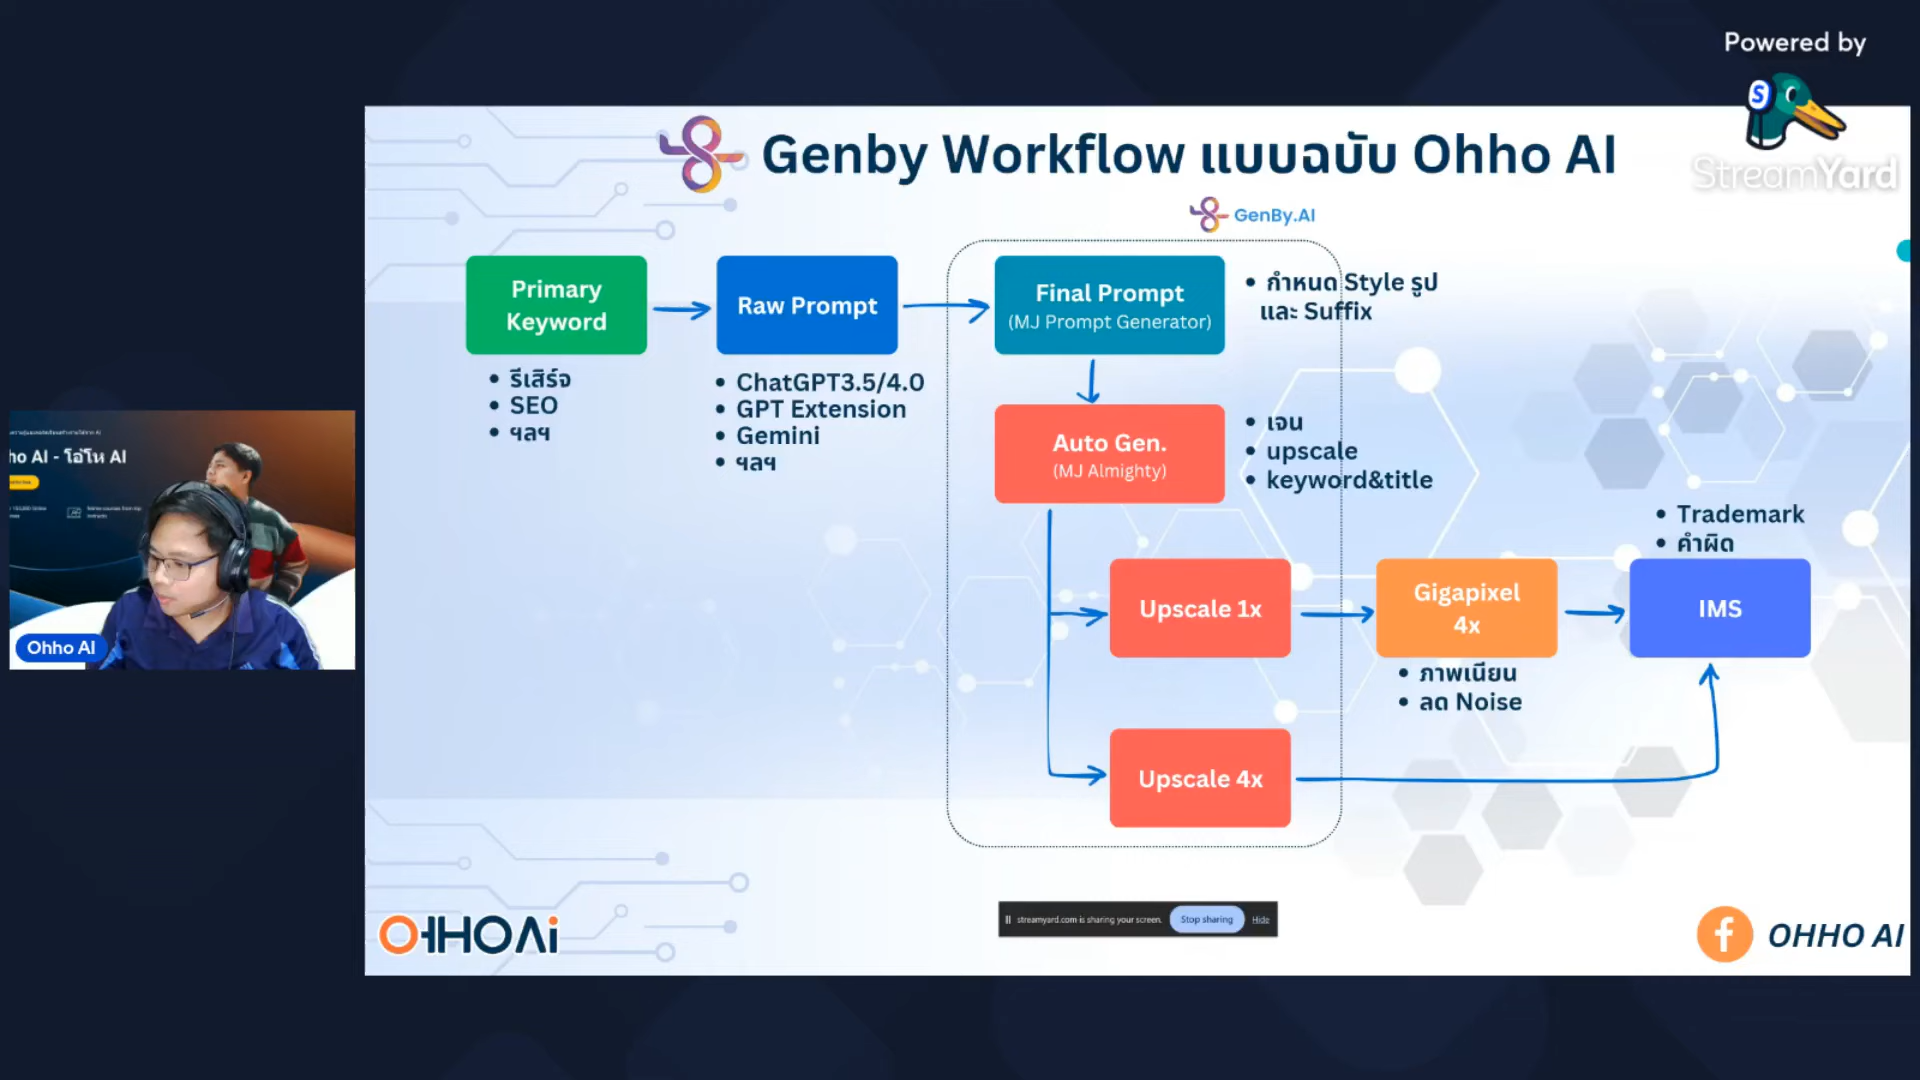 Powered by
StreamYard
Genby Workflow แบบฉบับ Ohho AI
GenBy.AI
Primary
Keyword
• รีเสิร์จ
• SEO
• ฯลฯ
Raw Prompt
• ChatGPT3.5/4.0
• GPT Extension
• Gemini
• ฯลฯ
Final Prompt
(MJ Prompt Generator)
• กำหนด Style รูป
และ Suffix
Auto Gen.
(MJ Almighty)
• เจน
• upscale
• keyword&title
Upscale 1x
Gigapixel
4x
• ภาพเนียน
• ลด Noise
• Trademark
• คำผิด
IMS
Upscale 4x
ho AI - โอ้โห AI
Ohho AI
streamyard.com is sharing your screen.
Stop sharing
Hide
OHHOAi
OHHO AI